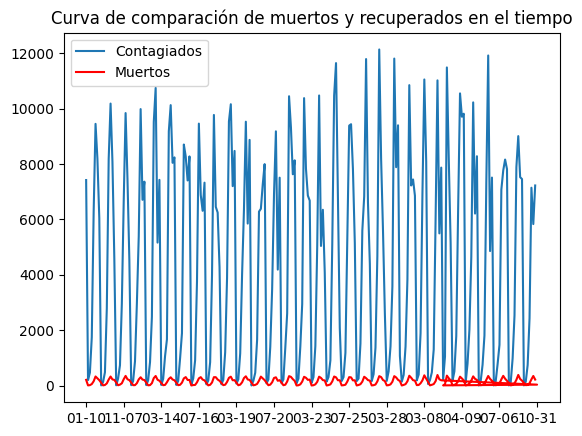 Curva de comparación de muertos y recuperados en el tiempo
Contagiados
Muertos
12000
10000
8000
6000
4000
2000
0
01-10 11-07 03-14 07-16 03-19 07-20 03-23 07-25 03-28 03-08 04-09 07-06 10-31